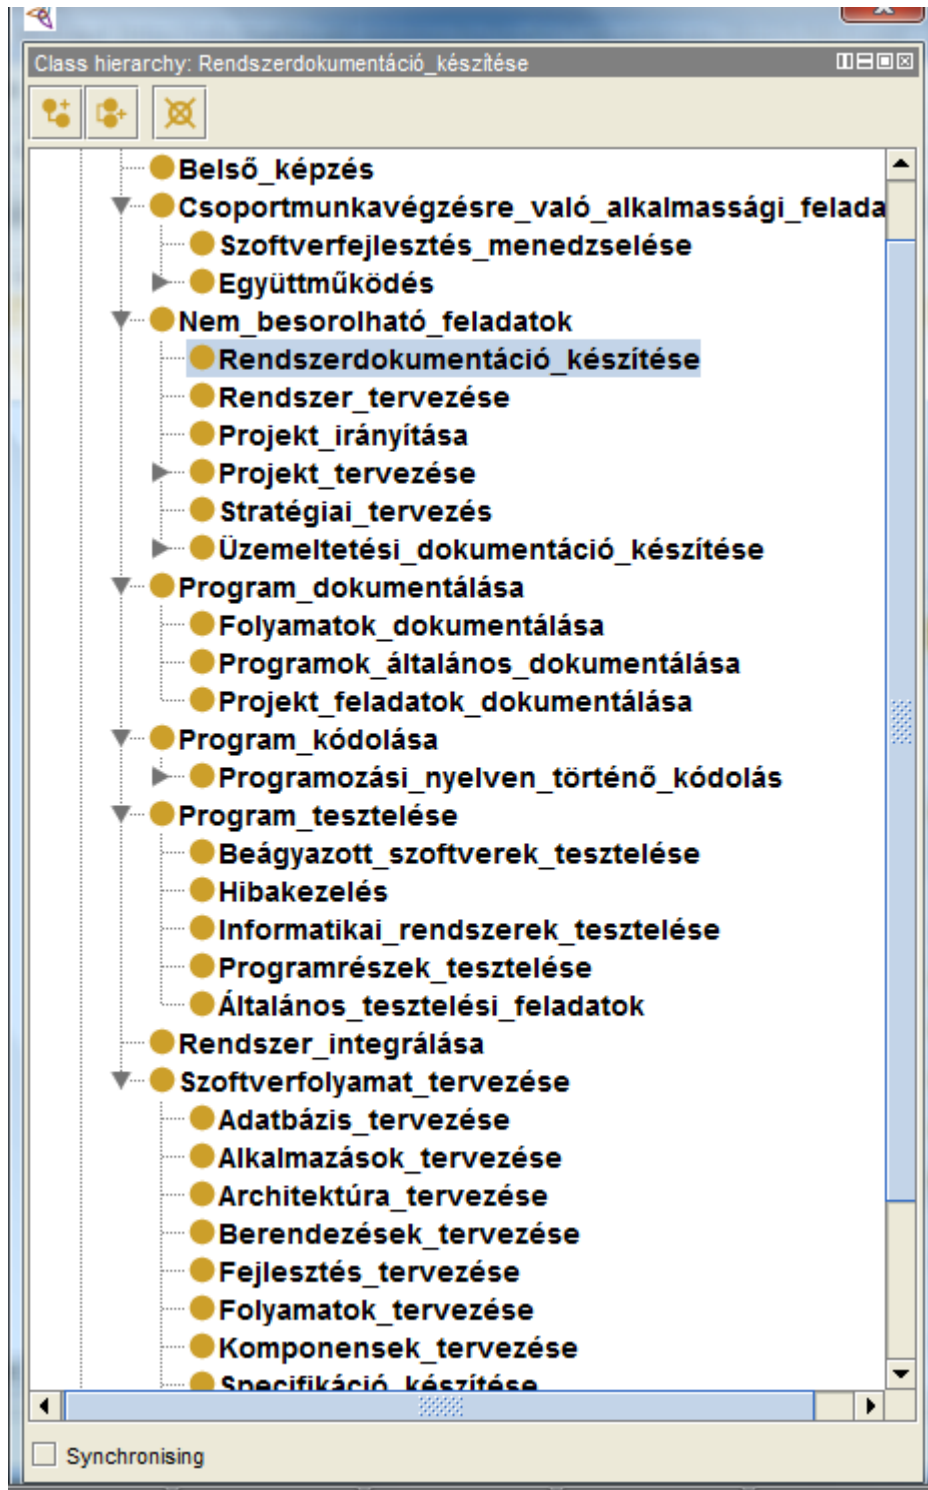 Class hierarchy: Rendszerdokumentáció_készítése
Belső_képzés
Csoportmunkavégzésre_való_alkalmassági_felada
Szoftverfejlesztés_menedzselése
Együttműködés
Nem_besorolható_feladatok
Rendszerdokumentáció_készítése
Rendszer_tervezése
Projekt_irányítása
Projekt_tervezése
Stratégiai_tervezés
Üzemeltetési_dokumentáció_készítése
Program_dokumentálása
Folyamatok_dokumentálása
Programok_általános_dokumentálása
Projekt_feladatok_dokumentálása
Program_kódolása
Programozási_nyelven_történő_kódolás
Program_tesztelése
Beágyazott_szoftverek_tesztelése
Hibakezelés
Informatikai_rendszerek_tesztelése
Programrészek_tesztelése
Általános_tesztelési_feladatok
Rendszer_integrálása
Szoftverfolyamat_tervezése
Adatbázis_tervezése
Alkalmazások_tervezése
Architektúra_tervezése
Berendezések_tervezése
Fejlesztés_tervezése
Folyamatok_tervezése
Komponensek_tervezése
Specifikáció_készítése
Synchronising